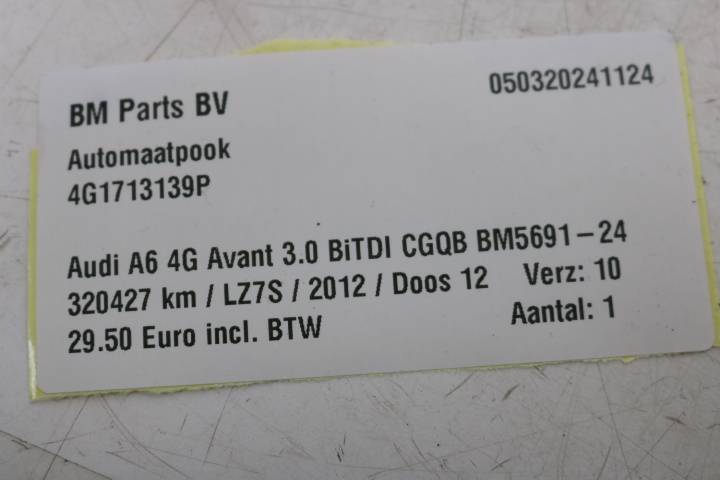 BM Parts BV 050320241124
Automaatpook
4G1713139P
Audi A6 4G Avant 3.0 BiTDI CGQB BM5691-24
320427 km / LZ7S / 2012 / Doos 12 Verz: 10
29.50 Euro incl. BTW Aantal: 1